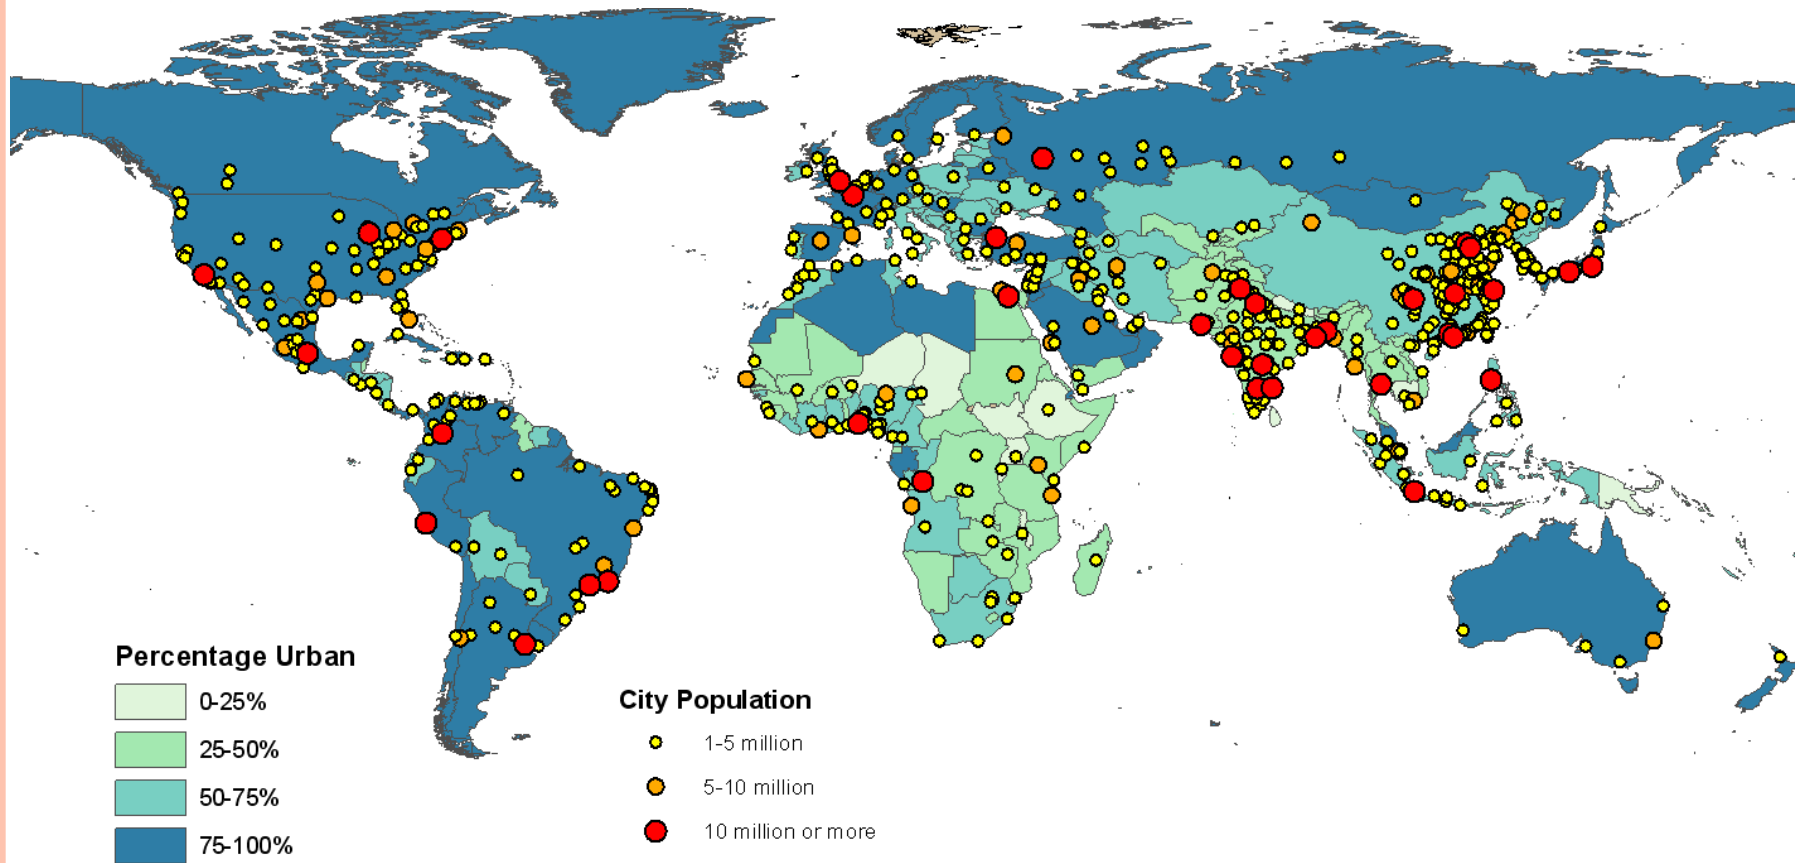 Percentage Urban
0-25%
25-50%
50-75%
75-100%
City Population
1-5 million
5-10 million
10 million or more